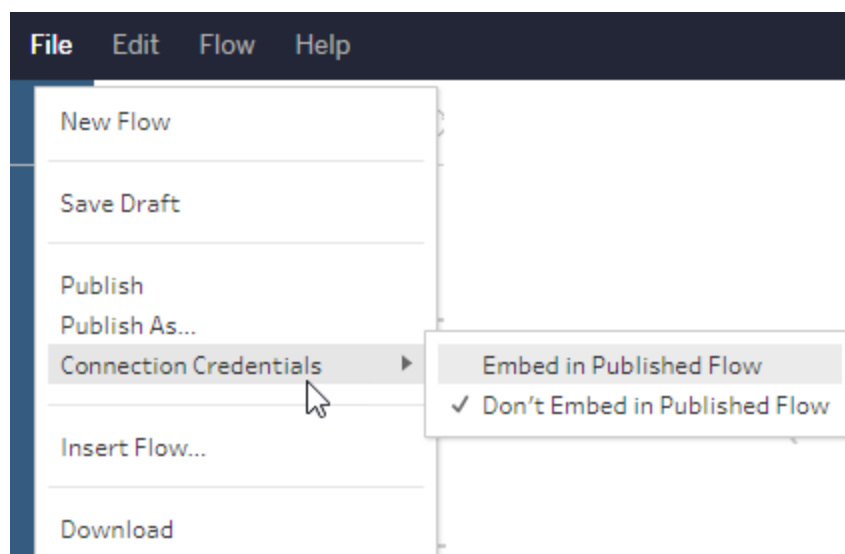 File Edit Flow Help
New Flow
Save Draft
Publish
Publish As...
Connection Credentials
Embed in Published Flow
✓ Don't Embed in Published Flow
Insert Flow...
Download